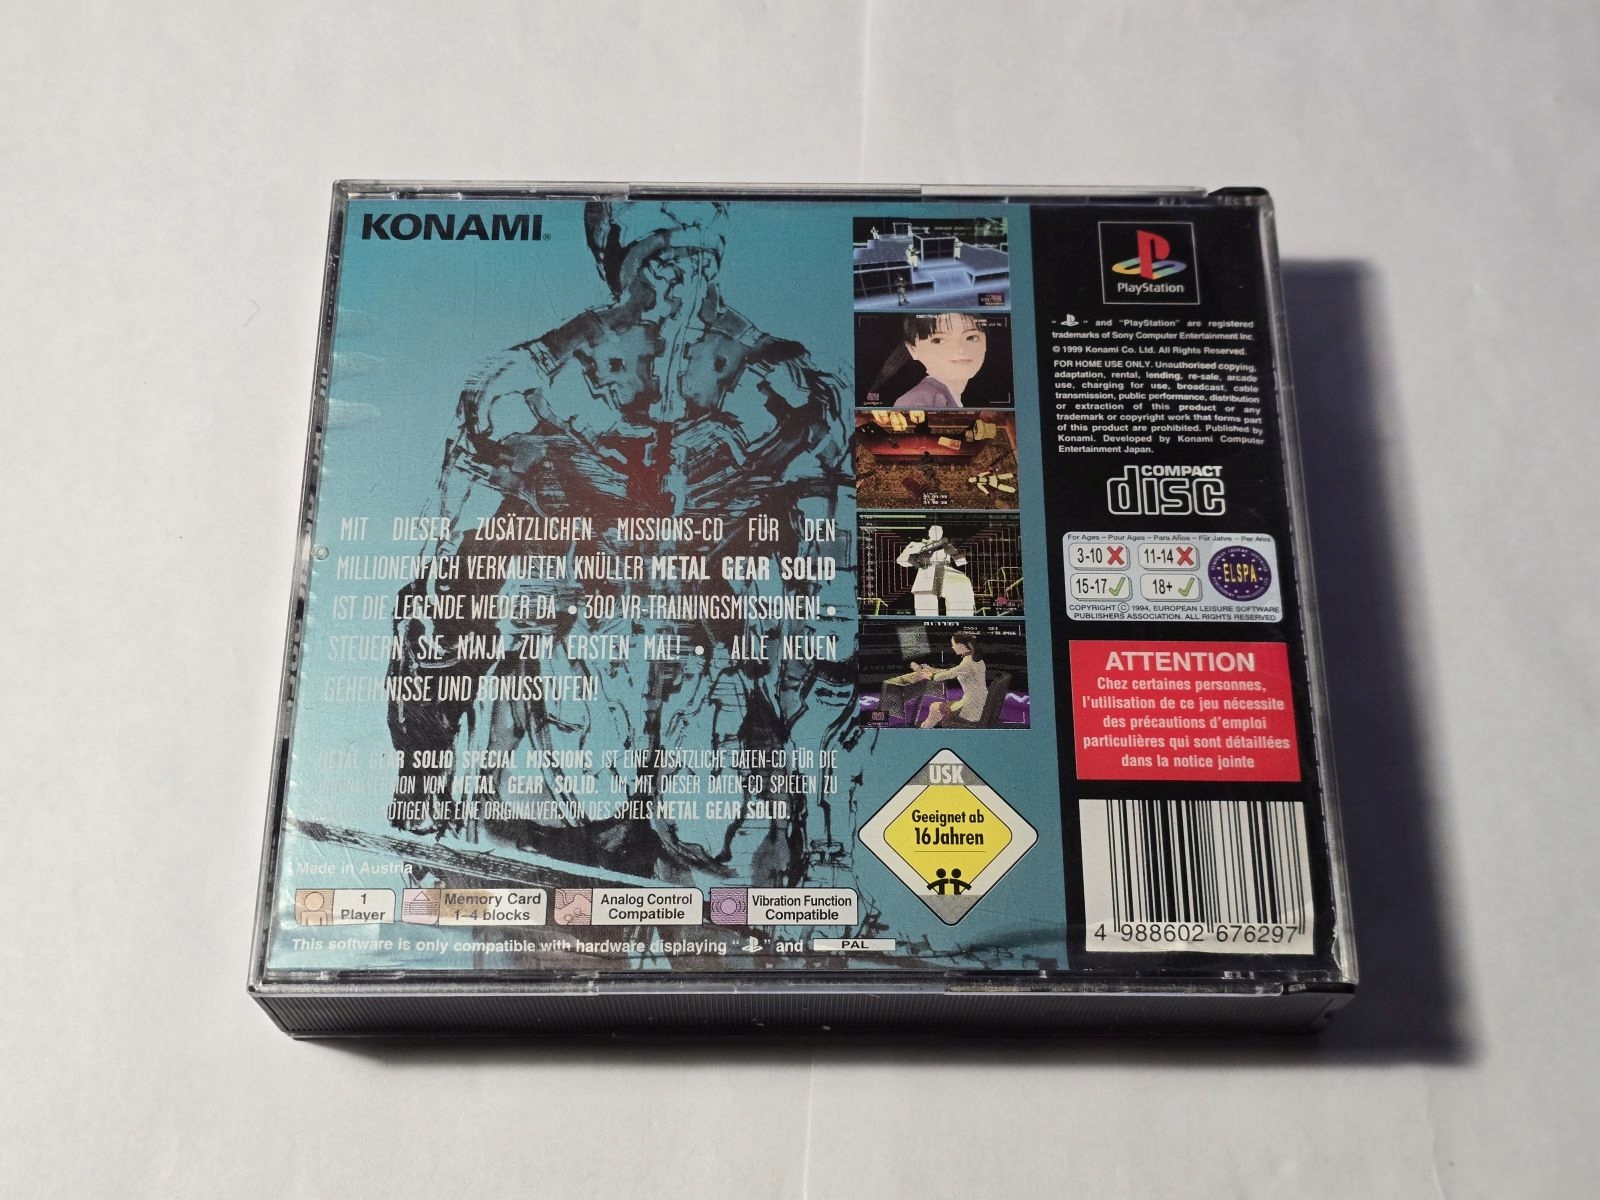 KONAMI®
MIT DIESER ZUSÄTZLICHEN MISSIONS-CD FÜR DEN
MILLIONENFACH VERKAUFTEN KNÜLLER METAL GEAR SOLID
IST DIE LEGENDE WIEDER DA • 300 VR-TRAININGSMISSIONEN! •
STEUERN SIE NINJA ZUM ERSTEN MAL! • ALLE NEUEN
GEHEIMNISSE UND BONUSSTUFEN!
METAL GEAR SOLID SPECIAL MISSIONS IST EINE ZUSÄTZLICHE DATEN-CD FÜR DIE
ORIGINALVERSION VON METAL GEAR SOLID. UM MIT DIESER DATEN-CD SPIELEN ZU
SIE EINE ORIGINALVERSION DES SPIELS METAL GEAR SOLID.
Made in Austria
1
Player
Memory Card
1–4 blocks
Analog Control
Compatible
Vibration Function
Compatible
This software is only compatible with hardware displaying " " and PAL
USK
Geeignet ab
16 Jahren
PlayStation
" " and "PlayStation" are registered
trademarks of Sony Computer Entertainment Inc.
© 1999 Konami Co. Ltd. All Rights Reserved.
FOR HOME USE ONLY. Unauthorised copying,
adaptation, rental, lending, re-sale, arcade
use, charging for use, broadcast, cable
transmission, public performance, distribution
or extraction of this product or any
trademark or copyright work that forms part
of this product are prohibited. Published by
Konami. Developed by Konami Computer
Entertainment Japan.
COMPACT
disc
For Ages – Pour Ages – Para Años – Für Jahre – Per Anni
3-10
11-14
15-17
18+
ELSPA
COPYRIGHT © 1994, EUROPEAN LEISURE SOFTWARE
PUBLISHERS ASSOCIATION. ALL RIGHTS RESERVED
ATTENTION
Chez certaines personnes,
l'utilisation de ce jeu nécessite
des précautions d'emploi
particulières qui sont détaillées
dans la notice jointe
4 988602 676297